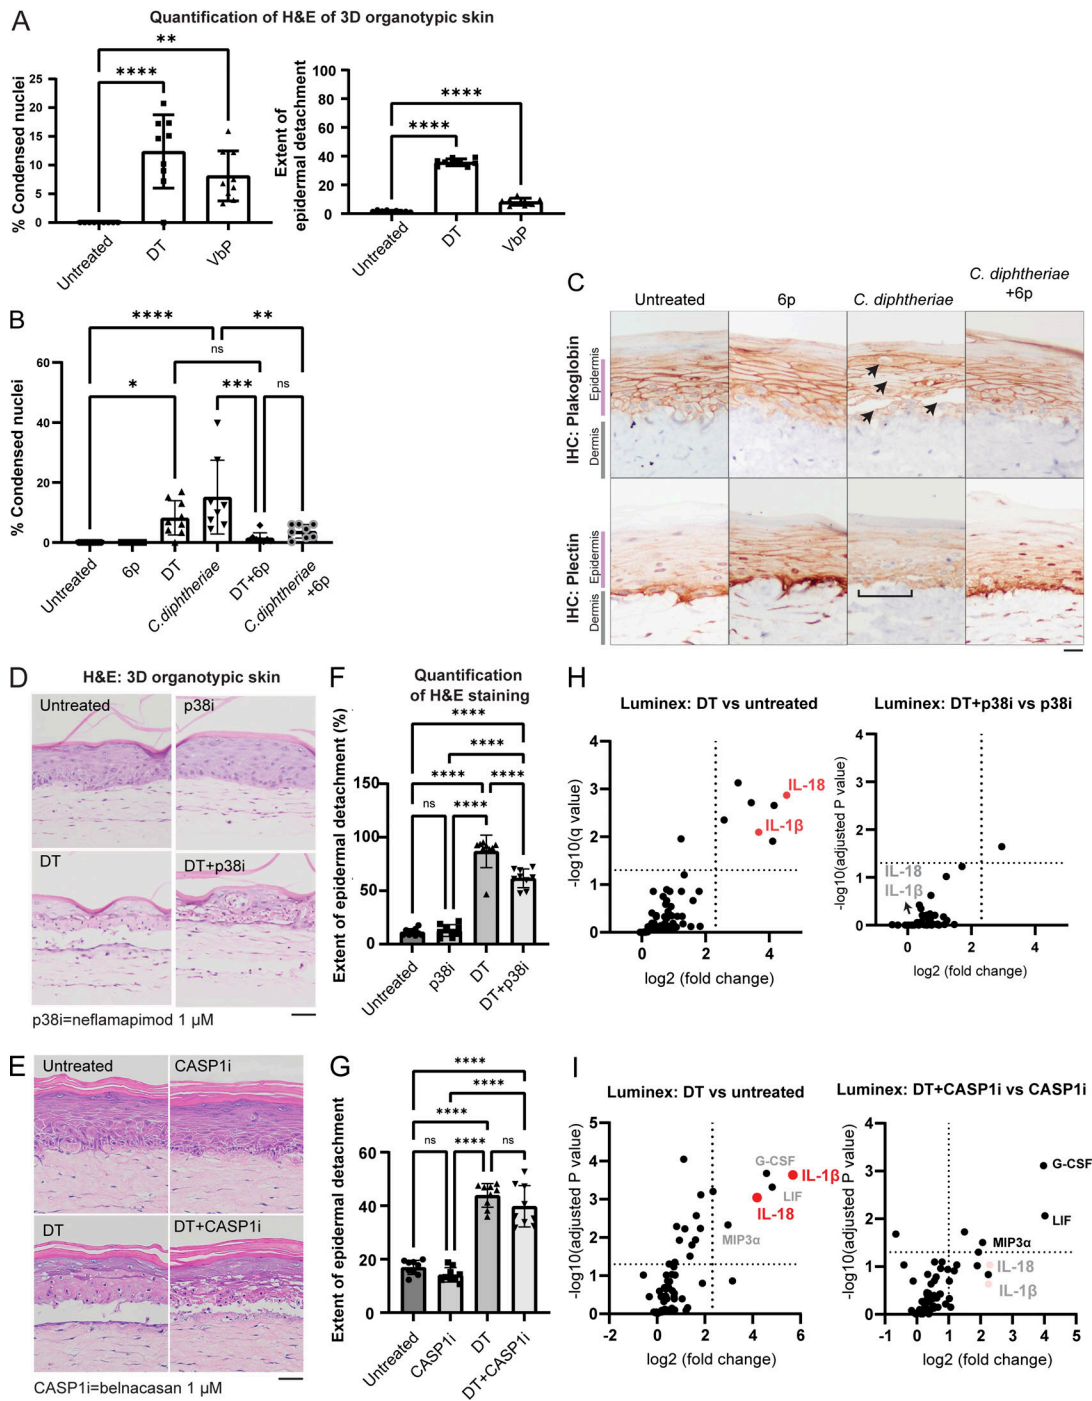 A
Quantification of H&E of 3D organotypic skin
% Condensed nuclei
25
20
15
10
5
0
**
****
Untreated
DT
VbP
Extent of
epidermal detachment
100
80
60
40
20
0
****
****
Untreated
DT
VbP
B
% Condensed nuclei
60
40
20
0
****
**
ns
*
***
ns
Untreated
6p
DT
C.diphtheriae
DT+6p
C.diphtheriae
+6p
C
Untreated
6p
C. diphtheriae
C. diphtheriae
+6p
IHC: Plakoglobin
Epidermis
Dermis
IHC: Plectin
Epidermis
Dermis
D
H&E: 3D organotypic skin
Untreated
p38i
DT
DT+p38i
p38i=neflamapimod 1 µM
E
Untreated
CASP1i
DT
DT+CASP1i
CASP1i=belnacasan 1 µM
F
Quantification
of H&E staining
Extent of epidermal detachment (%)
150
100
50
0
****
****
****
****
ns
****
Untreated
p38i
DT
DT+p38i
G
Extent of epidermal detachment
60
40
20
0
****
****
****
ns
****
ns
Untreated
CASP1i
DT
DT+CASP1i
H
Luminex: DT vs untreated
-log10(q value)
4
3
2
1
0
IL-18
IL-1β
0
2
4
6
log2 (fold change)
Luminex: DT+p38i vs p38i
-log10(adjusted P value)
4
3
2
1
0
IL-18
IL-1β
0
2
4
log2 (fold change)
I
Luminex: DT vs untreated
-log10(adjusted P value)
5
4
3
2
1
0
G-CSF
IL-1β
LIF
IL-18
MIP3α
-2
0
2
4
6
log2 (fold change)
Luminex: DT+CASP1i vs CASP1i
-log10(adjusted P value)
5
4
3
2
1
0
G-CSF
LIF
MIP3α
IL-18
IL-1β
-1
0
1
2
3
4
5
log2 (fold change)